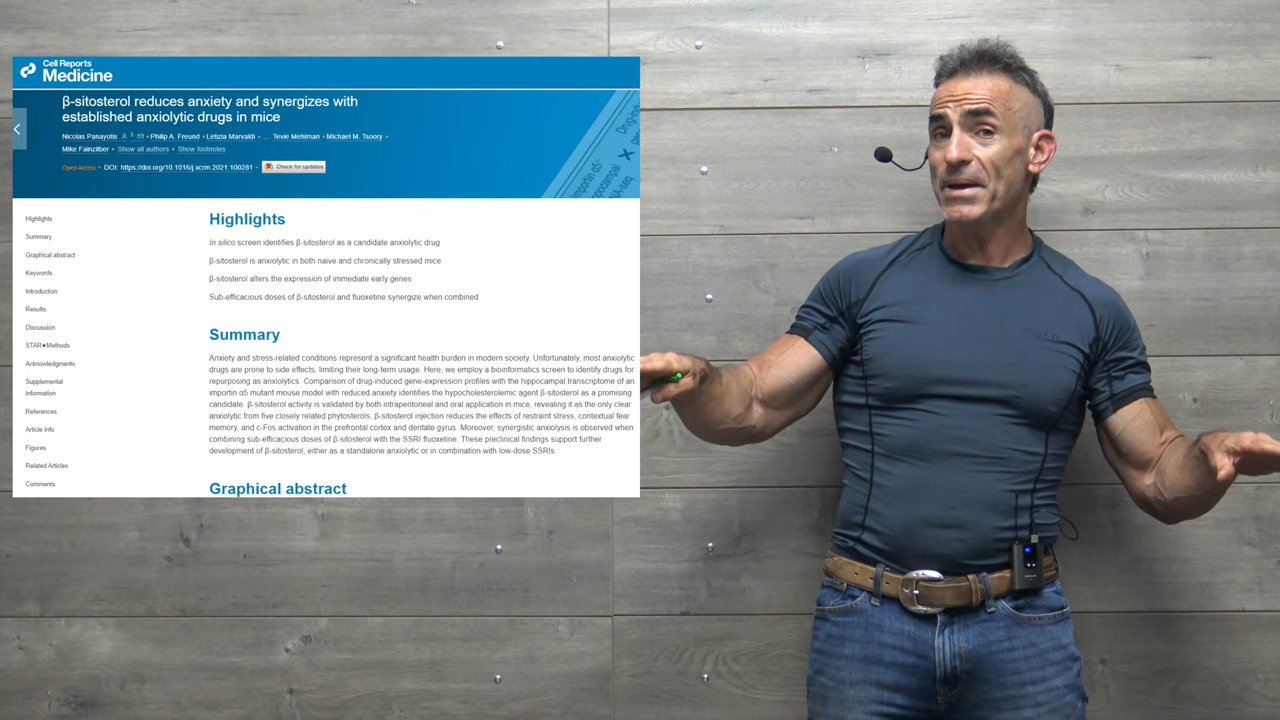 Cell Reports
Medicine
β-sitosterol reduces anxiety and synergizes with
established anxiolytic drugs in mice
Nicolas Panayotis • Philip A. Freund • Letizia Marvaldi • ... Tevie Mehlman • Michael M. Tsoory •
Mike Fainzilber • Show all authors • Show footnotes
Open Access • DOI: https://doi.org/10.1016/j.xcrm.2021.100281 • Check for updates
Highlights
Summary
Graphical abstract
Keywords
Introduction
Results
Discussion
STAR★Methods
Acknowledgments
Supplemental
information
References
Article Info
Figures
Related Articles
Comments
Highlights
In silico screen identifies β-sitosterol as a candidate anxiolytic drug
β-sitosterol is anxiolytic in both naive and chronically stressed mice
β-sitosterol alters the expression of immediate early genes
Sub-efficacious doses of β-sitosterol and fluoxetine synergize when combined
Summary
Anxiety and stress-related conditions represent a significant health burden in modern society. Unfortunately, most anxiolytic
drugs are prone to side effects, limiting their long-term usage. Here, we employ a bioinformatics screen to identify drugs for
repurposing as anxiolytics. Comparison of drug-induced gene-expression profiles with the hippocampal transcriptome of an
importin α5 mutant mouse model with reduced anxiety identifies the hypocholesterolemic agent β-sitosterol as a promising
candidate. β-sitosterol activity is validated by both intraperitoneal and oral application in mice, revealing it as the only clear
anxiolytic from five closely related phytosterols. β-sitosterol injection reduces the effects of restraint stress, contextual fear
memory, and c-Fos activation in the prefrontal cortex and dentate gyrus. Moreover, synergistic anxiolysis is observed when
combining sub-efficacious doses of β-sitosterol with the SSRI fluoxetine. These preclinical findings support further
development of β-sitosterol, either as a standalone anxiolytic or in combination with low-dose SSRIs.
Graphical abstract